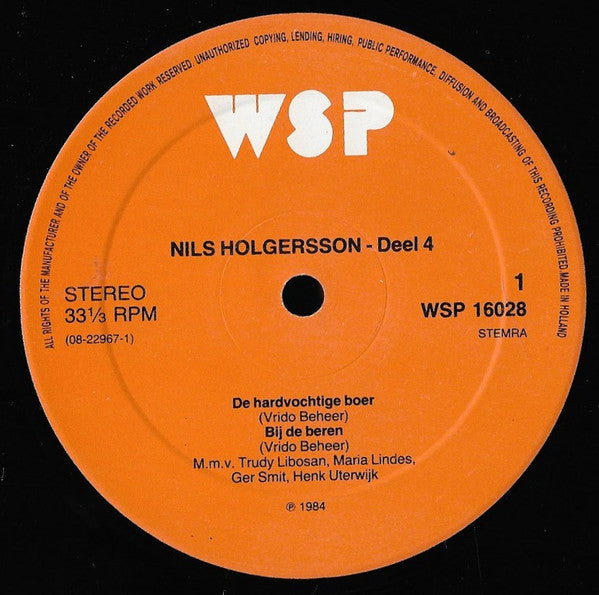 ALL RIGHTS OF THE MANUFACTURER AND OF THE OWNER OF THE RECORDED WORK RESERVED. UNAUTHORIZED COPYING, LENDING, HIRING, PUBLIC PERFORMANCE, DIFFUSION AND BROADCASTING OF THIS RECORDING PROHIBITED. MADE IN HOLLAND
WSP
NILS HOLGERSSON - Deel 4
STEREO
33⅓ RPM
(08-22967-1)
1
WSP 16028
STEMRA
De hardvochtige boer
(Vrido Beheer)
Bij de beren
(Vrido Beheer)
M.m.v. Trudy Libosan, Maria Lindes,
Ger Smit, Henk Uterwijk
℗ 1984